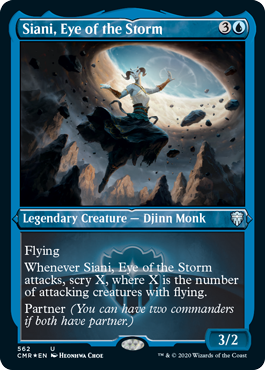 Siani, Eye of the Storm 3
Legendary Creature — Djinn Monk
Flying
Whenever Siani, Eye of the Storm
attacks, scry X, where X is the number
of attacking creatures with flying.
Partner (You can have two commanders
if both have partner.)
3/2
562 U
CMR★EN Heonhwa Choe ™ & © 2020 Wizards of the Coast